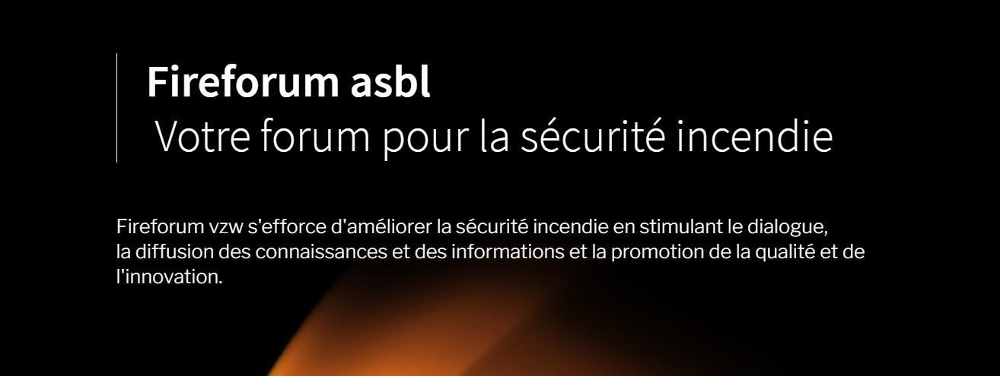 Fireforum asbl
Votre forum pour la sécurité incendie
Fireforum vzw s'efforce d'améliorer la sécurité incendie en stimulant le dialogue,
la diffusion des connaissances et des informations et la promotion de la qualité et de
l'innovation.